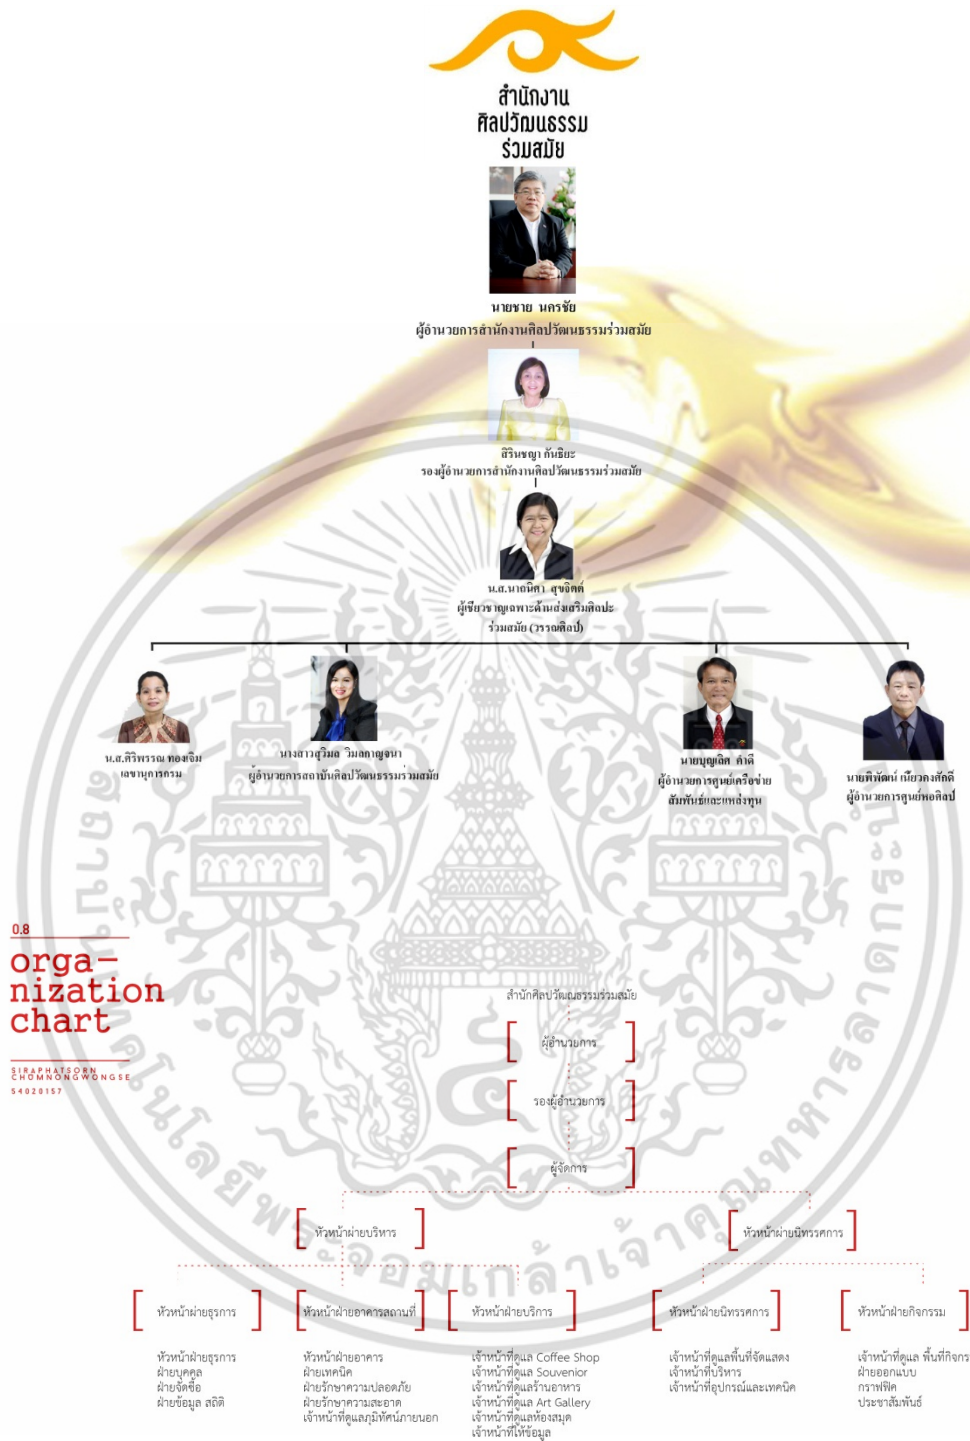 สำนักงาน
ศิลปวัฒนธรรม
ร่วมสมัย
นายชาย นครชัย
ผู้อำนวยการสำนักงานศิลปวัฒนธรรมร่วมสมัย
สิรินชญา กันธิยะ
รองผู้อำนวยการสำนักงานศิลปวัฒนธรรมร่วมสมัย
น.ส.นาถนิศา สุขจิตต์
ผู้เชี่ยวชาญเฉพาะด้านส่งเสริมศิลปะ
ร่วมสมัย (วรรณศิลป์)
น.ส.ศิริพรรณ ทองเจิม
เลขานุการกรม
นางสาวสุวิมล วิมลกาญจนา
ผู้อำนวยการสถาบันศิลปวัฒนธรรมร่วมสมัย
นายบุญเลิศ คำดี
ผู้อำนวยการศูนย์เครือข่าย
สัมพันธ์และแหล่งทุน
นายพิพัฒน์
ผู้อำนวยการศูนย์หอศิลป์
สถาบันเทคโนโลยีพระจอมเกล้าเจ้าคุณทหารลาดกระบัง
0.8
orga–
nization
chart
SIRAPHATSORN
CHOMNONGWONGSE
54020157
สำนักศิลปวัฒณธรรมร่วมสมัย
ผู้อำนวยการ
รองผู้อำนวยการ
ผู้จัดการ
หัวหน้าฝ่ายบริหาร
หัวหน้าฝ่ายนิทรรศการ
หัวหน้าฝ่ายธุรการ
หัวหน้าฝ่ายอาคารสถานที่
หัวหน้าฝ่ายบริการ
หัวหน้าฝ่ายนิทรรศการ
หัวหน้าฝ่ายกิจกรรม
หัวหน้าฝ่ายธุรการ
ฝ่ายบุคคล
ฝ่ายจัดซื้อ
ฝ่ายข้อมูล สถิติ
หัวหน้าฝ่ายอาคาร
ฝ่ายเทคนิค
ฝ่ายรักษาความปลอดภัย
ฝ่ายรักษาความสะอาด
เจ้าหน้าที่ดูแลภูมิทัศน์ภายนอก
เจ้าหน้าที่ดูแล Coffee Shop
เจ้าหน้าที่ดูแล Souvenior
เจ้าหน้าที่ดูแลร้านอาหาร
เจ้าหน้าที่ดูแล Art Gallery
เจ้าหน้าที่ดูแลห้องสมุด
เจ้าหน้าที่ให้ข้อมูล
เจ้าหน้าที่ดูแลพื้นที่จัดแสดง
เจ้าหน้าที่บริหาร
เจ้าหน้าที่อุปกรณ์และเทคนิค
เจ้าหน้าที่ดูแล พื้นที่กิจกร
ฝ่ายออกแบบ
กราฟฟิค
ประชาสัมพันธ์